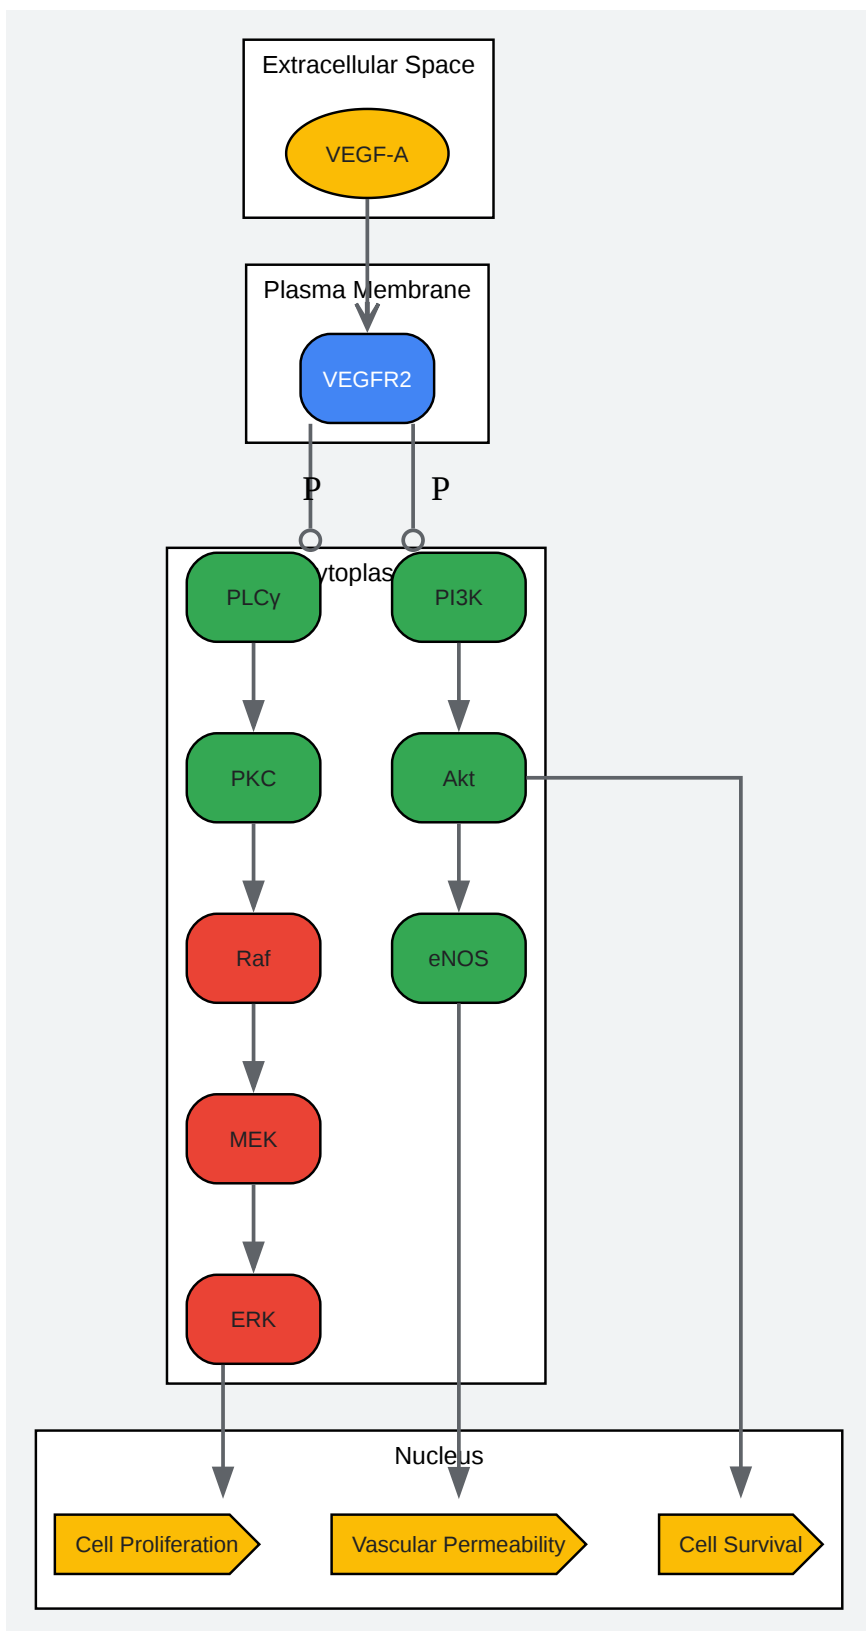 Extracellular Space
VEGF-A
Plasma Membrane
VEGFR2
P P
PLCγ PI3K
PKC Akt
Raf eNOS
MEK
ERK
Nucleus
Cell Proliferation Vascular Permeability Cell Survival